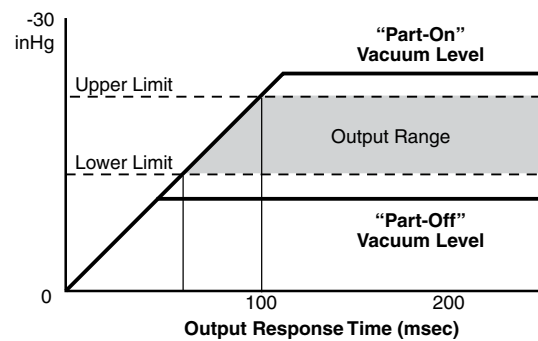 -30
inHg
“Part-On”
Vacuum Level
Upper Limit
Output Range
Lower Limit
“Part-Off”
Vacuum Level
0
100
200
Output Response Time (msec)